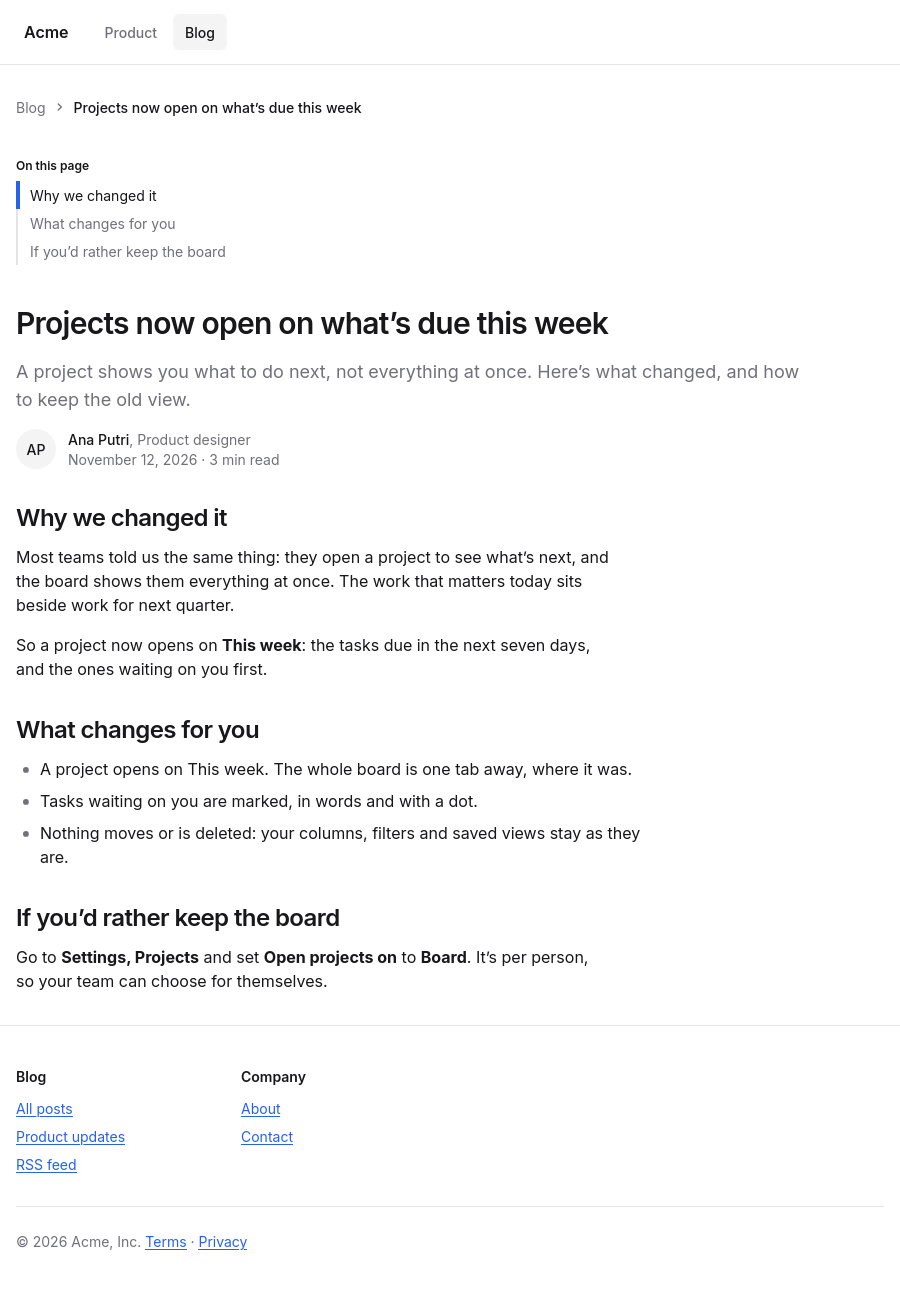 Acme Product Blog
Blog > Projects now open on what’s due this week
On this page
Why we changed it
What changes for you
If you’d rather keep the board
Projects now open on what’s due this week
A project shows you what to do next, not everything at once. Here’s what changed, and how
to keep the old view.
AP
Ana Putri, Product designer
November 12, 2026 · 3 min read
Why we changed it
Most teams told us the same thing: they open a project to see what’s next, and
the board shows them everything at once. The work that matters today sits
beside work for next quarter.
So a project now opens on This week: the tasks due in the next seven days,
and the ones waiting on you first.
What changes for you
• A project opens on This week. The whole board is one tab away, where it was.
• Tasks waiting on you are marked, in words and with a dot.
• Nothing moves or is deleted: your columns, filters and saved views stay as they
are.
If you’d rather keep the board
Go to Settings, Projects and set Open projects on to Board. It’s per person,
so your team can choose for themselves.
Blog
All posts
Product updates
RSS feed
Company
About
Contact
© 2026 Acme, Inc. Terms · Privacy